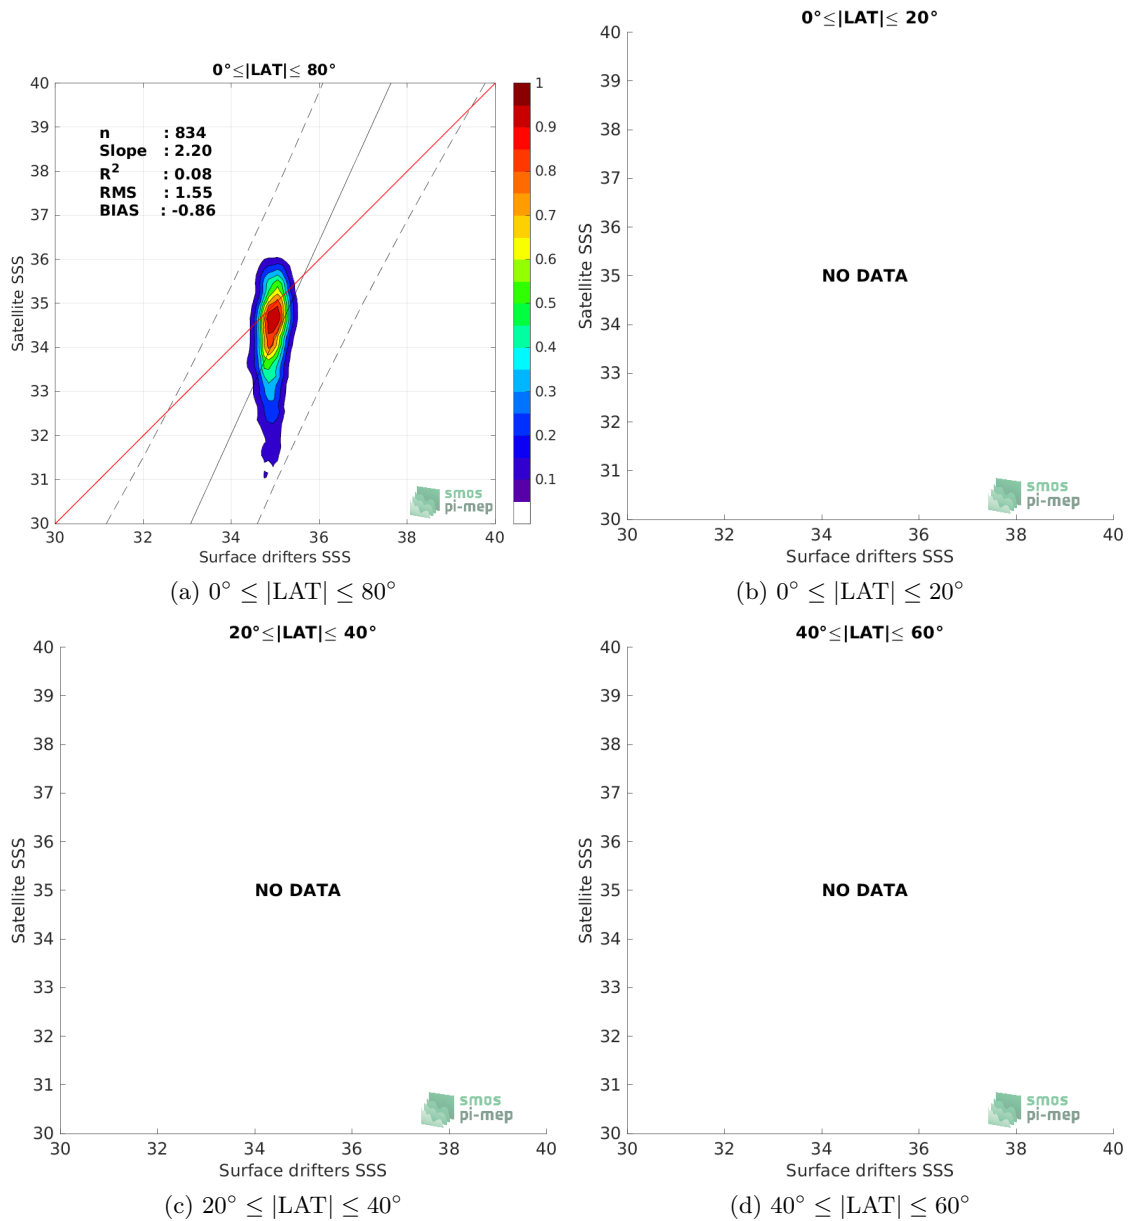 0°≤|LAT|≤ 80°
40
39
38
37
36
35
34
33
32
31
30
n : 834
Slope : 2.20
R² : 0.08
RMS : 1.55
BIAS : -0.86
Satellite SSS
30 32 34 36 38 40
Surface drifters SSS
smos
pi-mep
1
0.9
0.8
0.7
0.6
0.5
0.4
0.3
0.2
0.1
(a) 0° ≤ |LAT| ≤ 80°
0°≤|LAT|≤ 20°
40
39
38
37
36
35
34
33
32
31
30
Satellite SSS
NO DATA
smos
pi-mep
30 32 34 36 38 40
Surface drifters SSS
(b) 0° ≤ |LAT| ≤ 20°
20°≤|LAT|≤ 40°
40
39
38
37
36
35
34
33
32
31
30
Satellite SSS
NO DATA
smos
pi-mep
30 32 34 36 38 40
Surface drifters SSS
(c) 20° ≤ |LAT| ≤ 40°
40°≤|LAT|≤ 60°
40
39
38
37
36
35
34
33
32
31
30
Satellite SSS
NO DATA
smos
pi-mep
30 32 34 36 38 40
Surface drifters SSS
(d) 40° ≤ |LAT| ≤ 60°